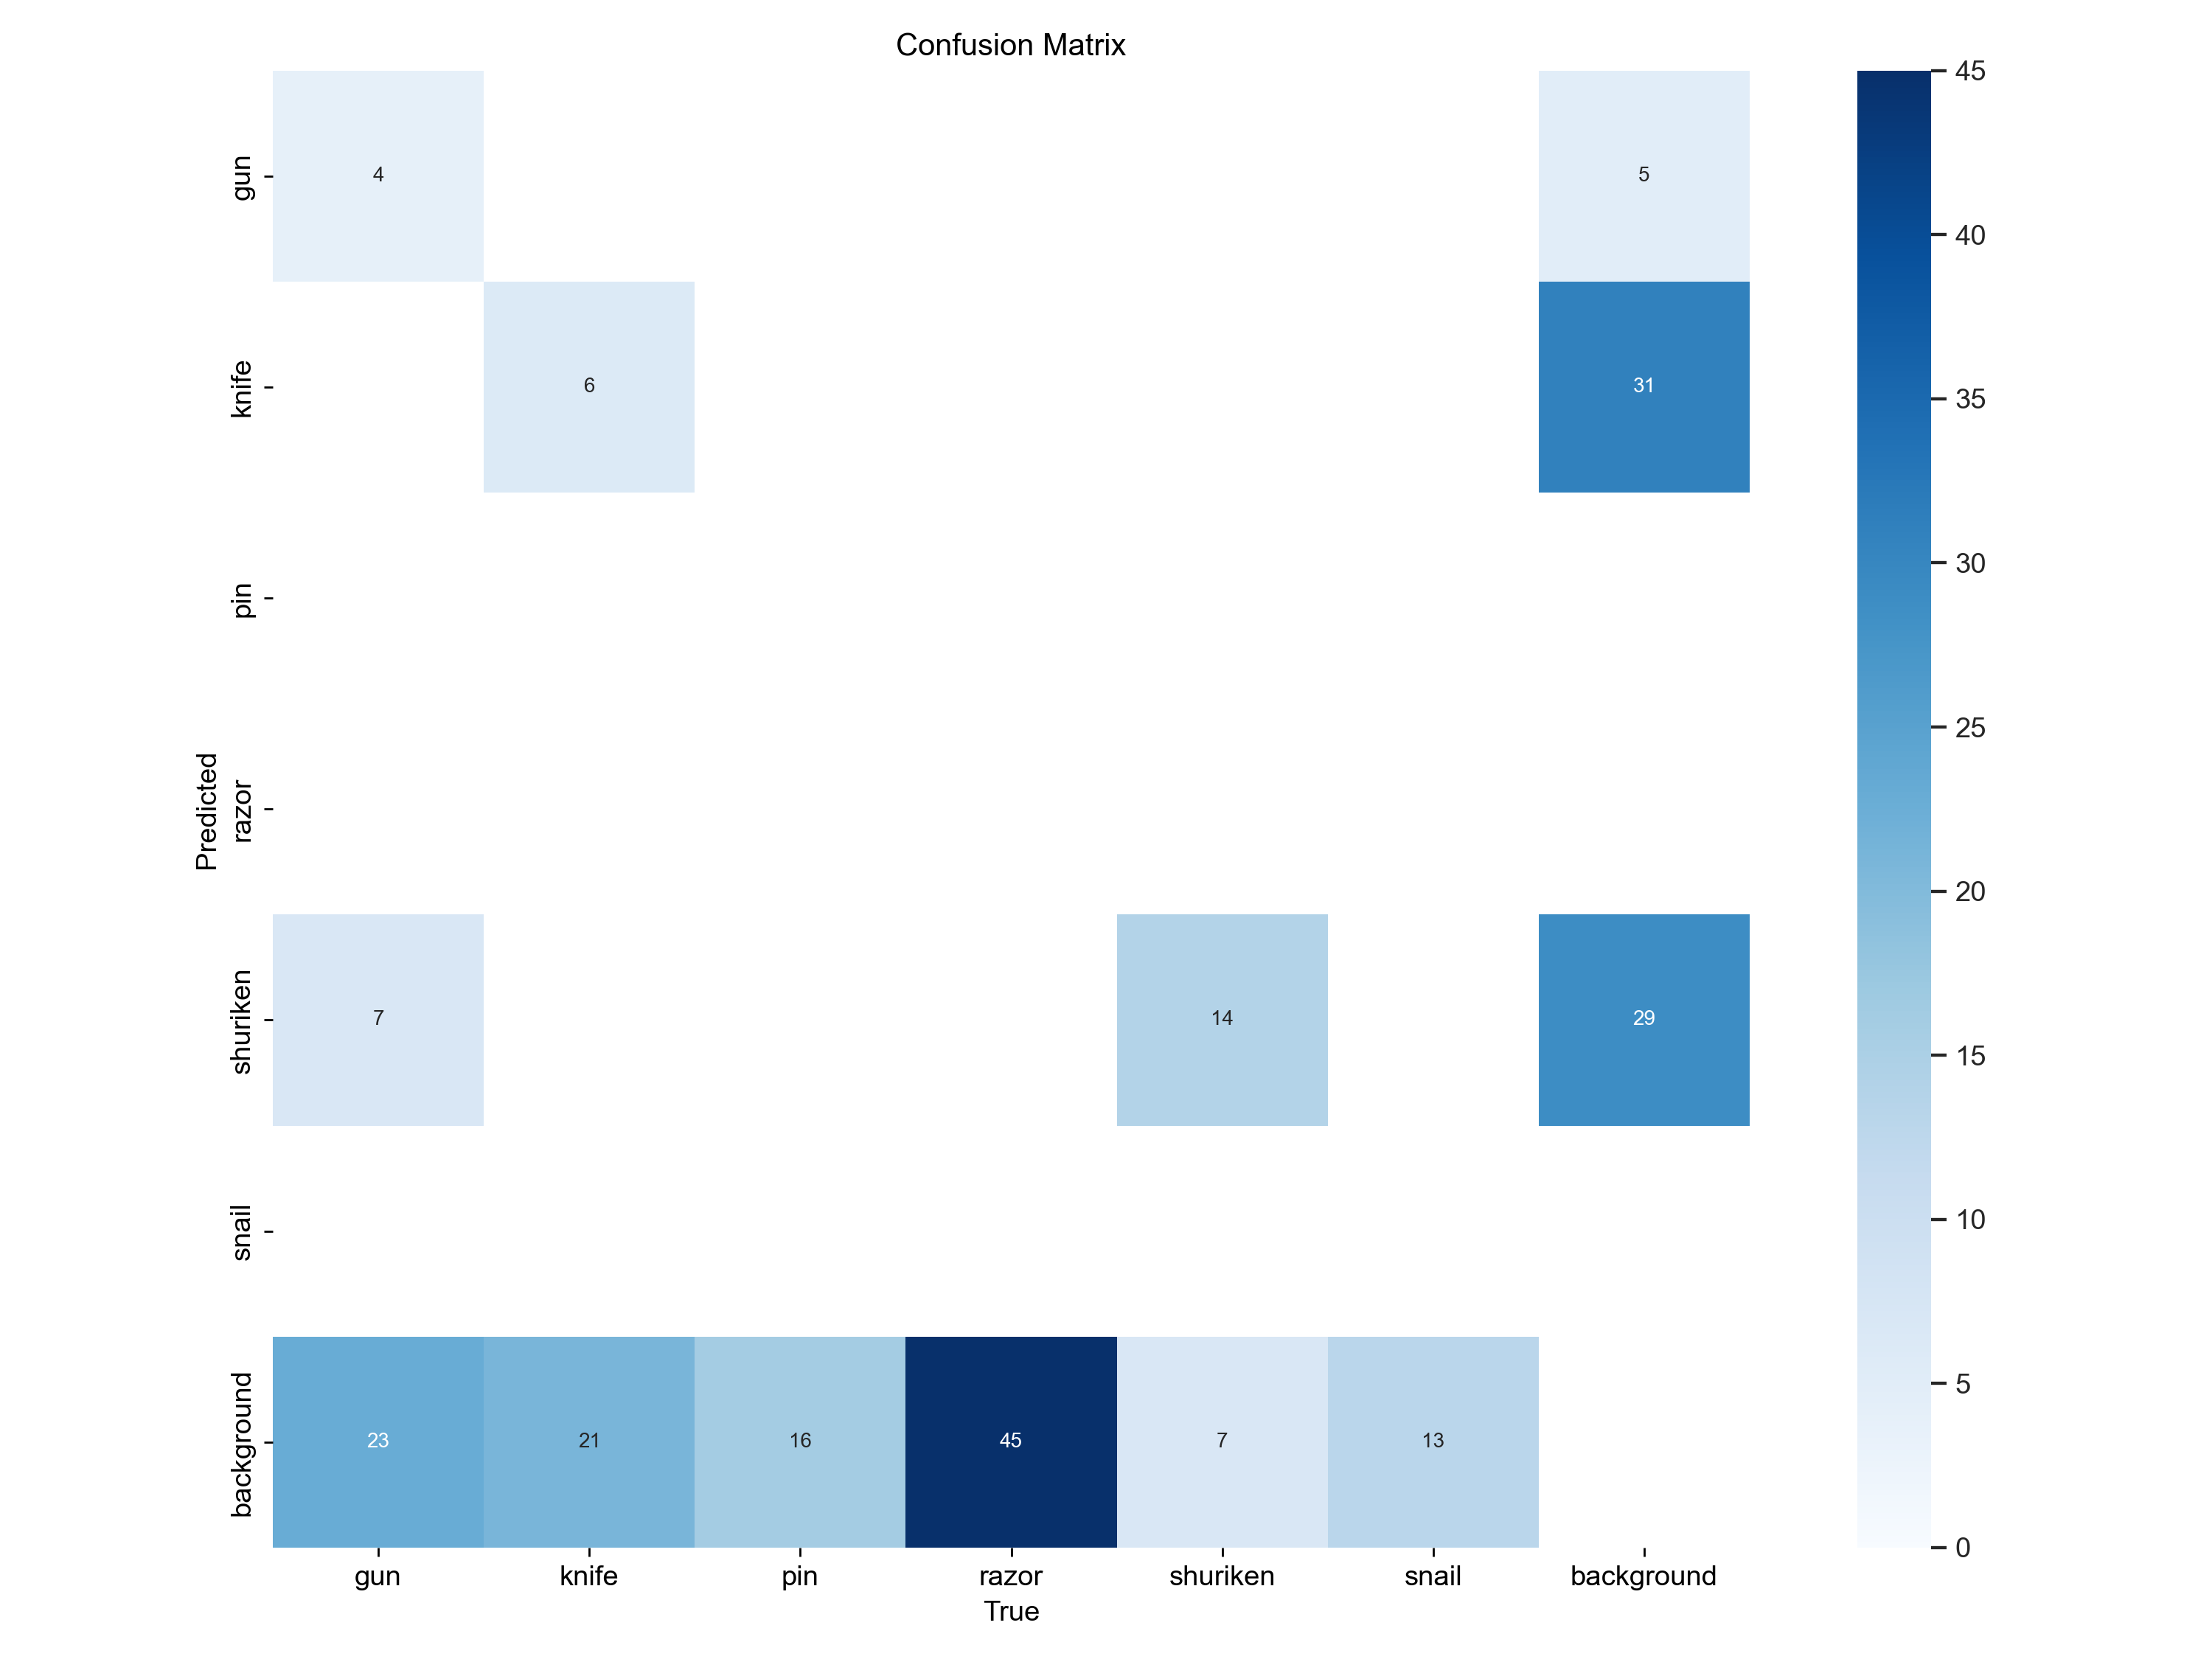 Confusion Matrix
gun
4
5
knife
6
31
pin
razor
shuriken
7
14
29
snail
background
23
21
16
45
7
13
Predicted
gun
knife
pin
razor
shuriken
snail
background
True
45
40
35
30
25
20
15
10
5
0